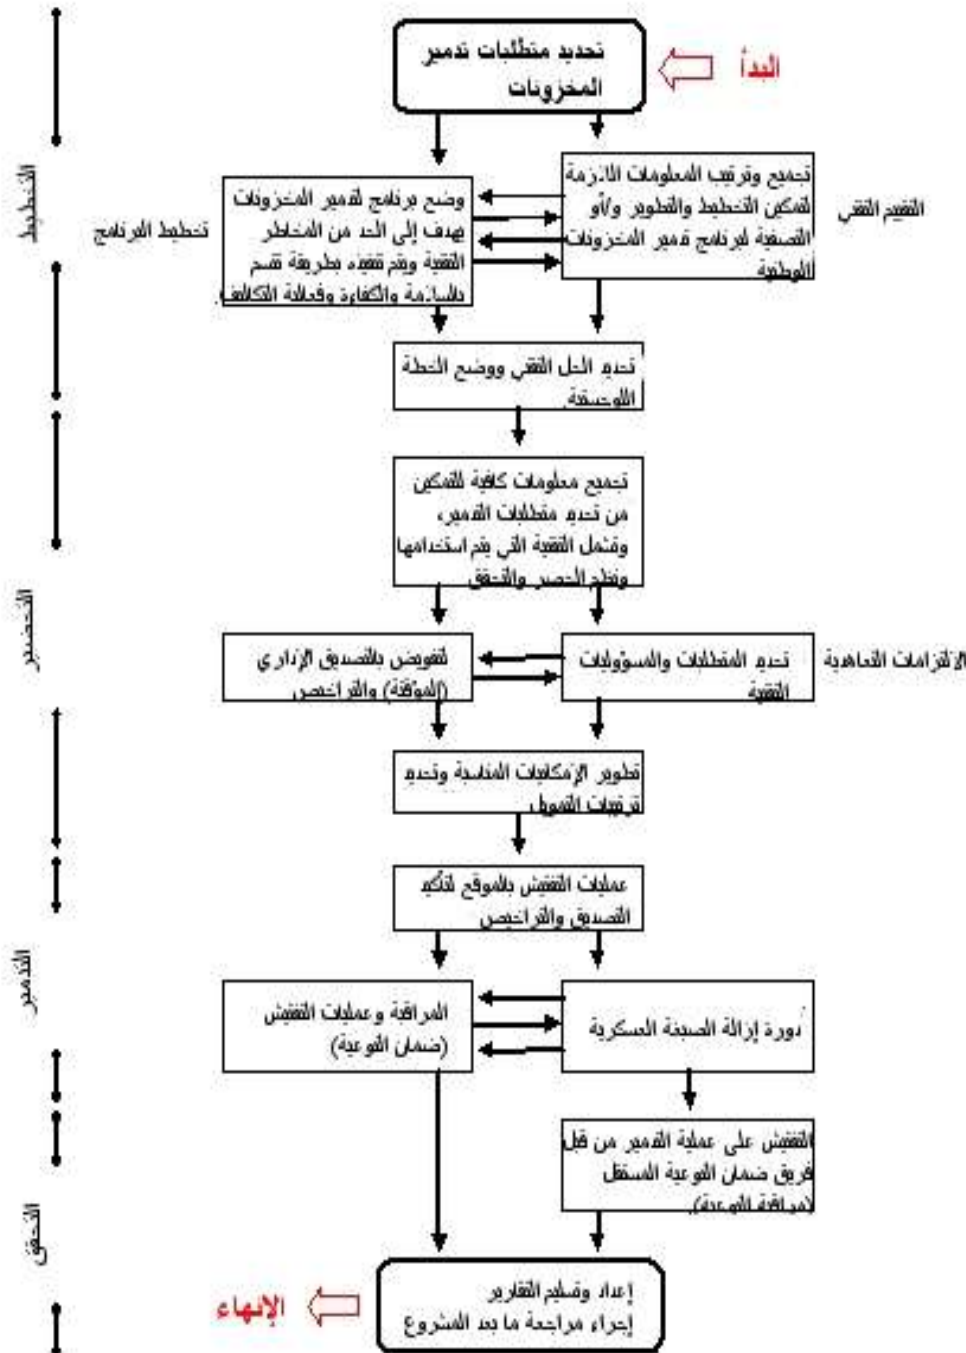 تحديد متطلبات تدمير
المخزونات
البدأ
التخطيط
التقييم التقني
تجميع وترتيب المعلومات اللازمة
لتمكين التخطيط والتطوير و/أو
التصفية لبرنامج تدمير المخزونات
الوطنية
وضع برنامج لتدمير المخزونات
يهدف إلى الحد من المخاطر
التقنية ويتم تنفيذه بطريقة تتسم
بالسلامة والكفاءة وفعالية التكاليف.
تخطيط البرنامج
تحديد الحل التقني ووضع الخطة
اللوجستية.
تجميع معلومات كافية للتمكين
من تحديد متطلبات التدمير،
وتشمل التقنية التي يتم استخدامها
ونظم الحصر والتحقق
التحضير
الالتزامات التعاهدية
تحديد المتطلبات والمسؤوليات
التقنية
لتفويض بالتصديق الإداري
(المؤقتة) والتراخيص
تطوير الإمكانيات المناسبة وتحديد
ترتيبات التمويل
عمليات التفتيش بالموقع لتأكيد
التصديق والتراخيص
التدمير
دورة إزالة الصبغة العسكرية
المراقبة وعمليات التفتيش
(ضمان النوعية)
التفتيش على عملية التدمير من قبل
فريق ضمان النوعية المستقل
(مراقبة النوعية).
التحقق
إعداد وتسليم التقارير
إجراء مراجعة ما بعد المشروع
الإنهاء